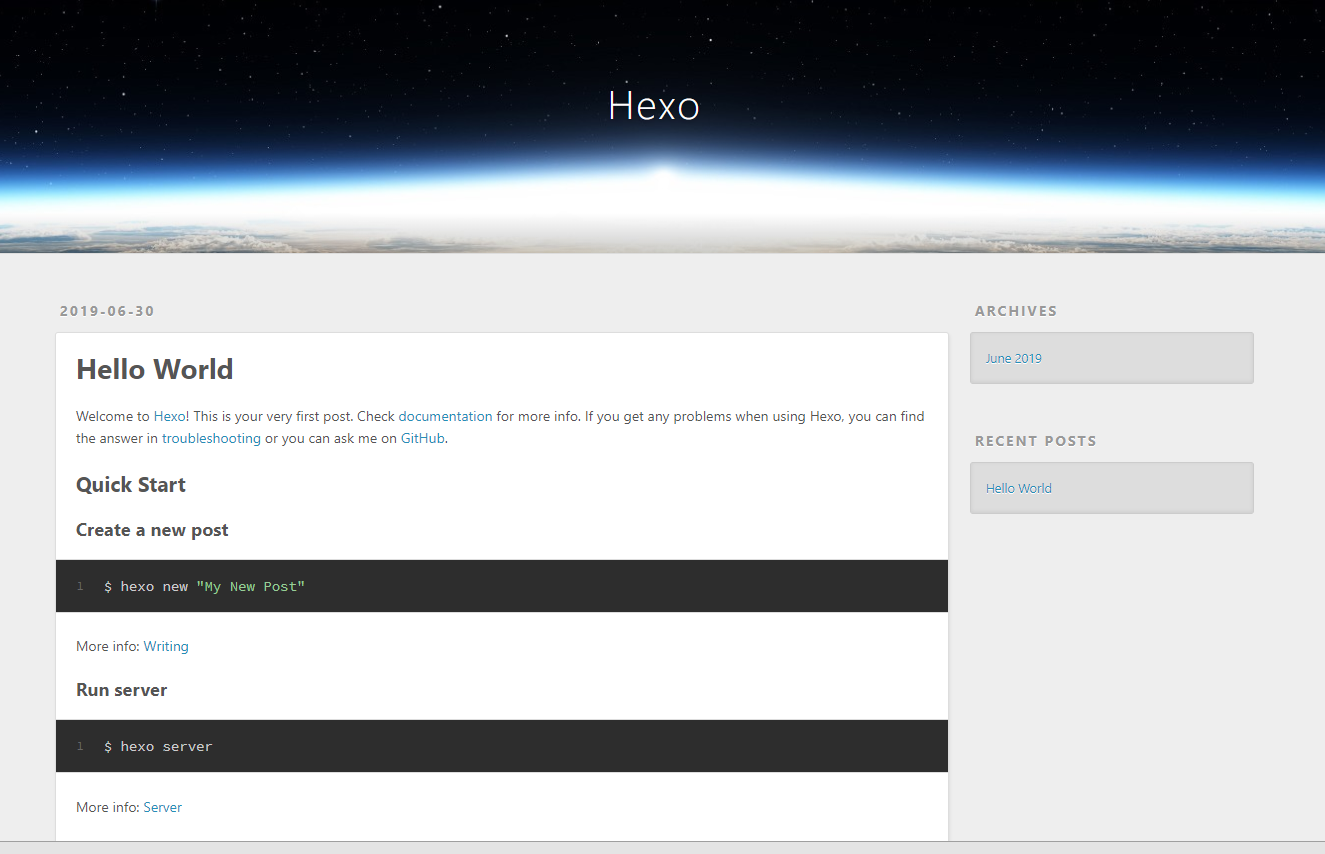 Hexo
2019-06-30
Hello World
Welcome to Hexo! This is your very first post. Check documentation for more info. If you get any problems when using Hexo, you can find
the answer in troubleshooting or you can ask me on GitHub.
Quick Start
Create a new post
1 $ hexo new "My New Post"
More info: Writing
Run server
1 $ hexo server
More info: Server
ARCHIVES
June 2019
RECENT POSTS
Hello World